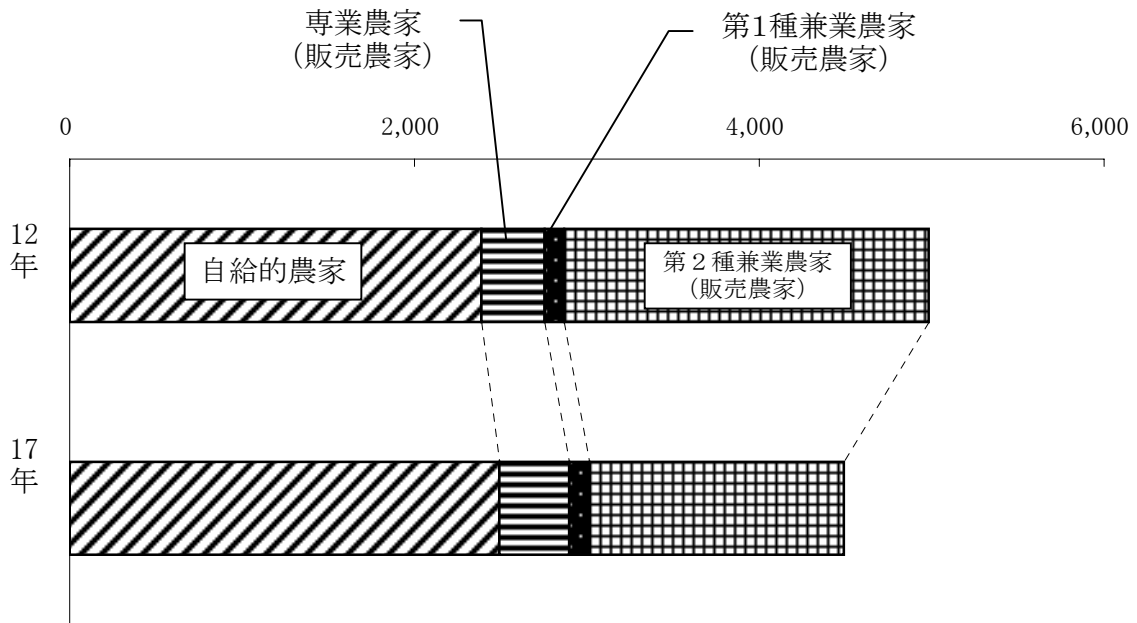 専業農家
(販売農家)
第1種兼業農家
(販売農家)
0
2,000
4,000
6,000
12
年
自給的農家
第２種兼業農家
(販売農家)
17
年